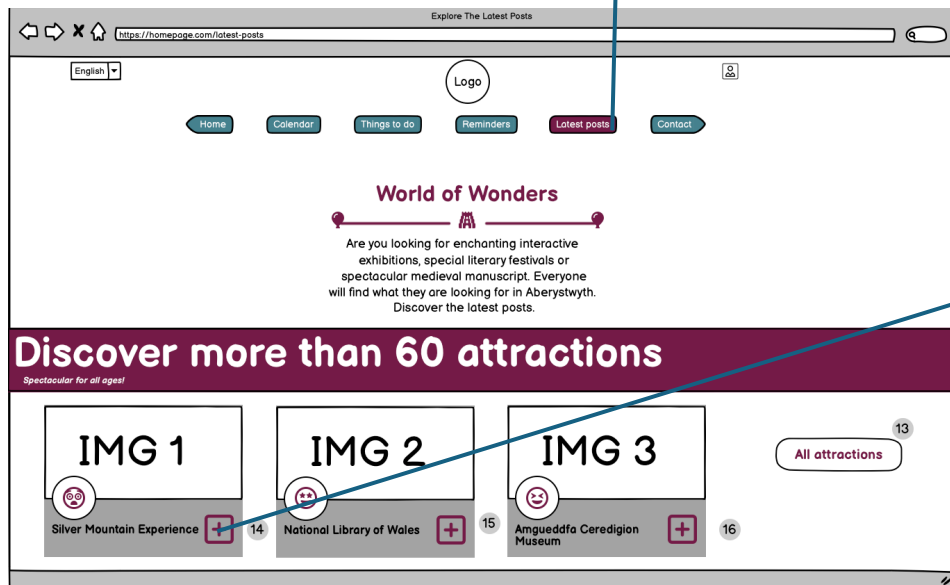 Explore The Latest Posts
https://homepage.com/latest-posts
English
Logo
Home
Calendar
Things to do
Reminders
Latest posts
Contact
World of Wonders
Are you looking for enchanting interactive
exhibitions, special literary festivals or
spectacular medieval manuscript. Everyone
will find what they are looking for in Aberystwyth.
Discover the latest posts.
Discover more than 60 attractions
Spectacular for all ages!
IMG 1
IMG 2
IMG 3
13
All attractions
Silver Mountain Experience
14
National Library of Wales
15
Amgueddfa Ceredigion
Museum
16